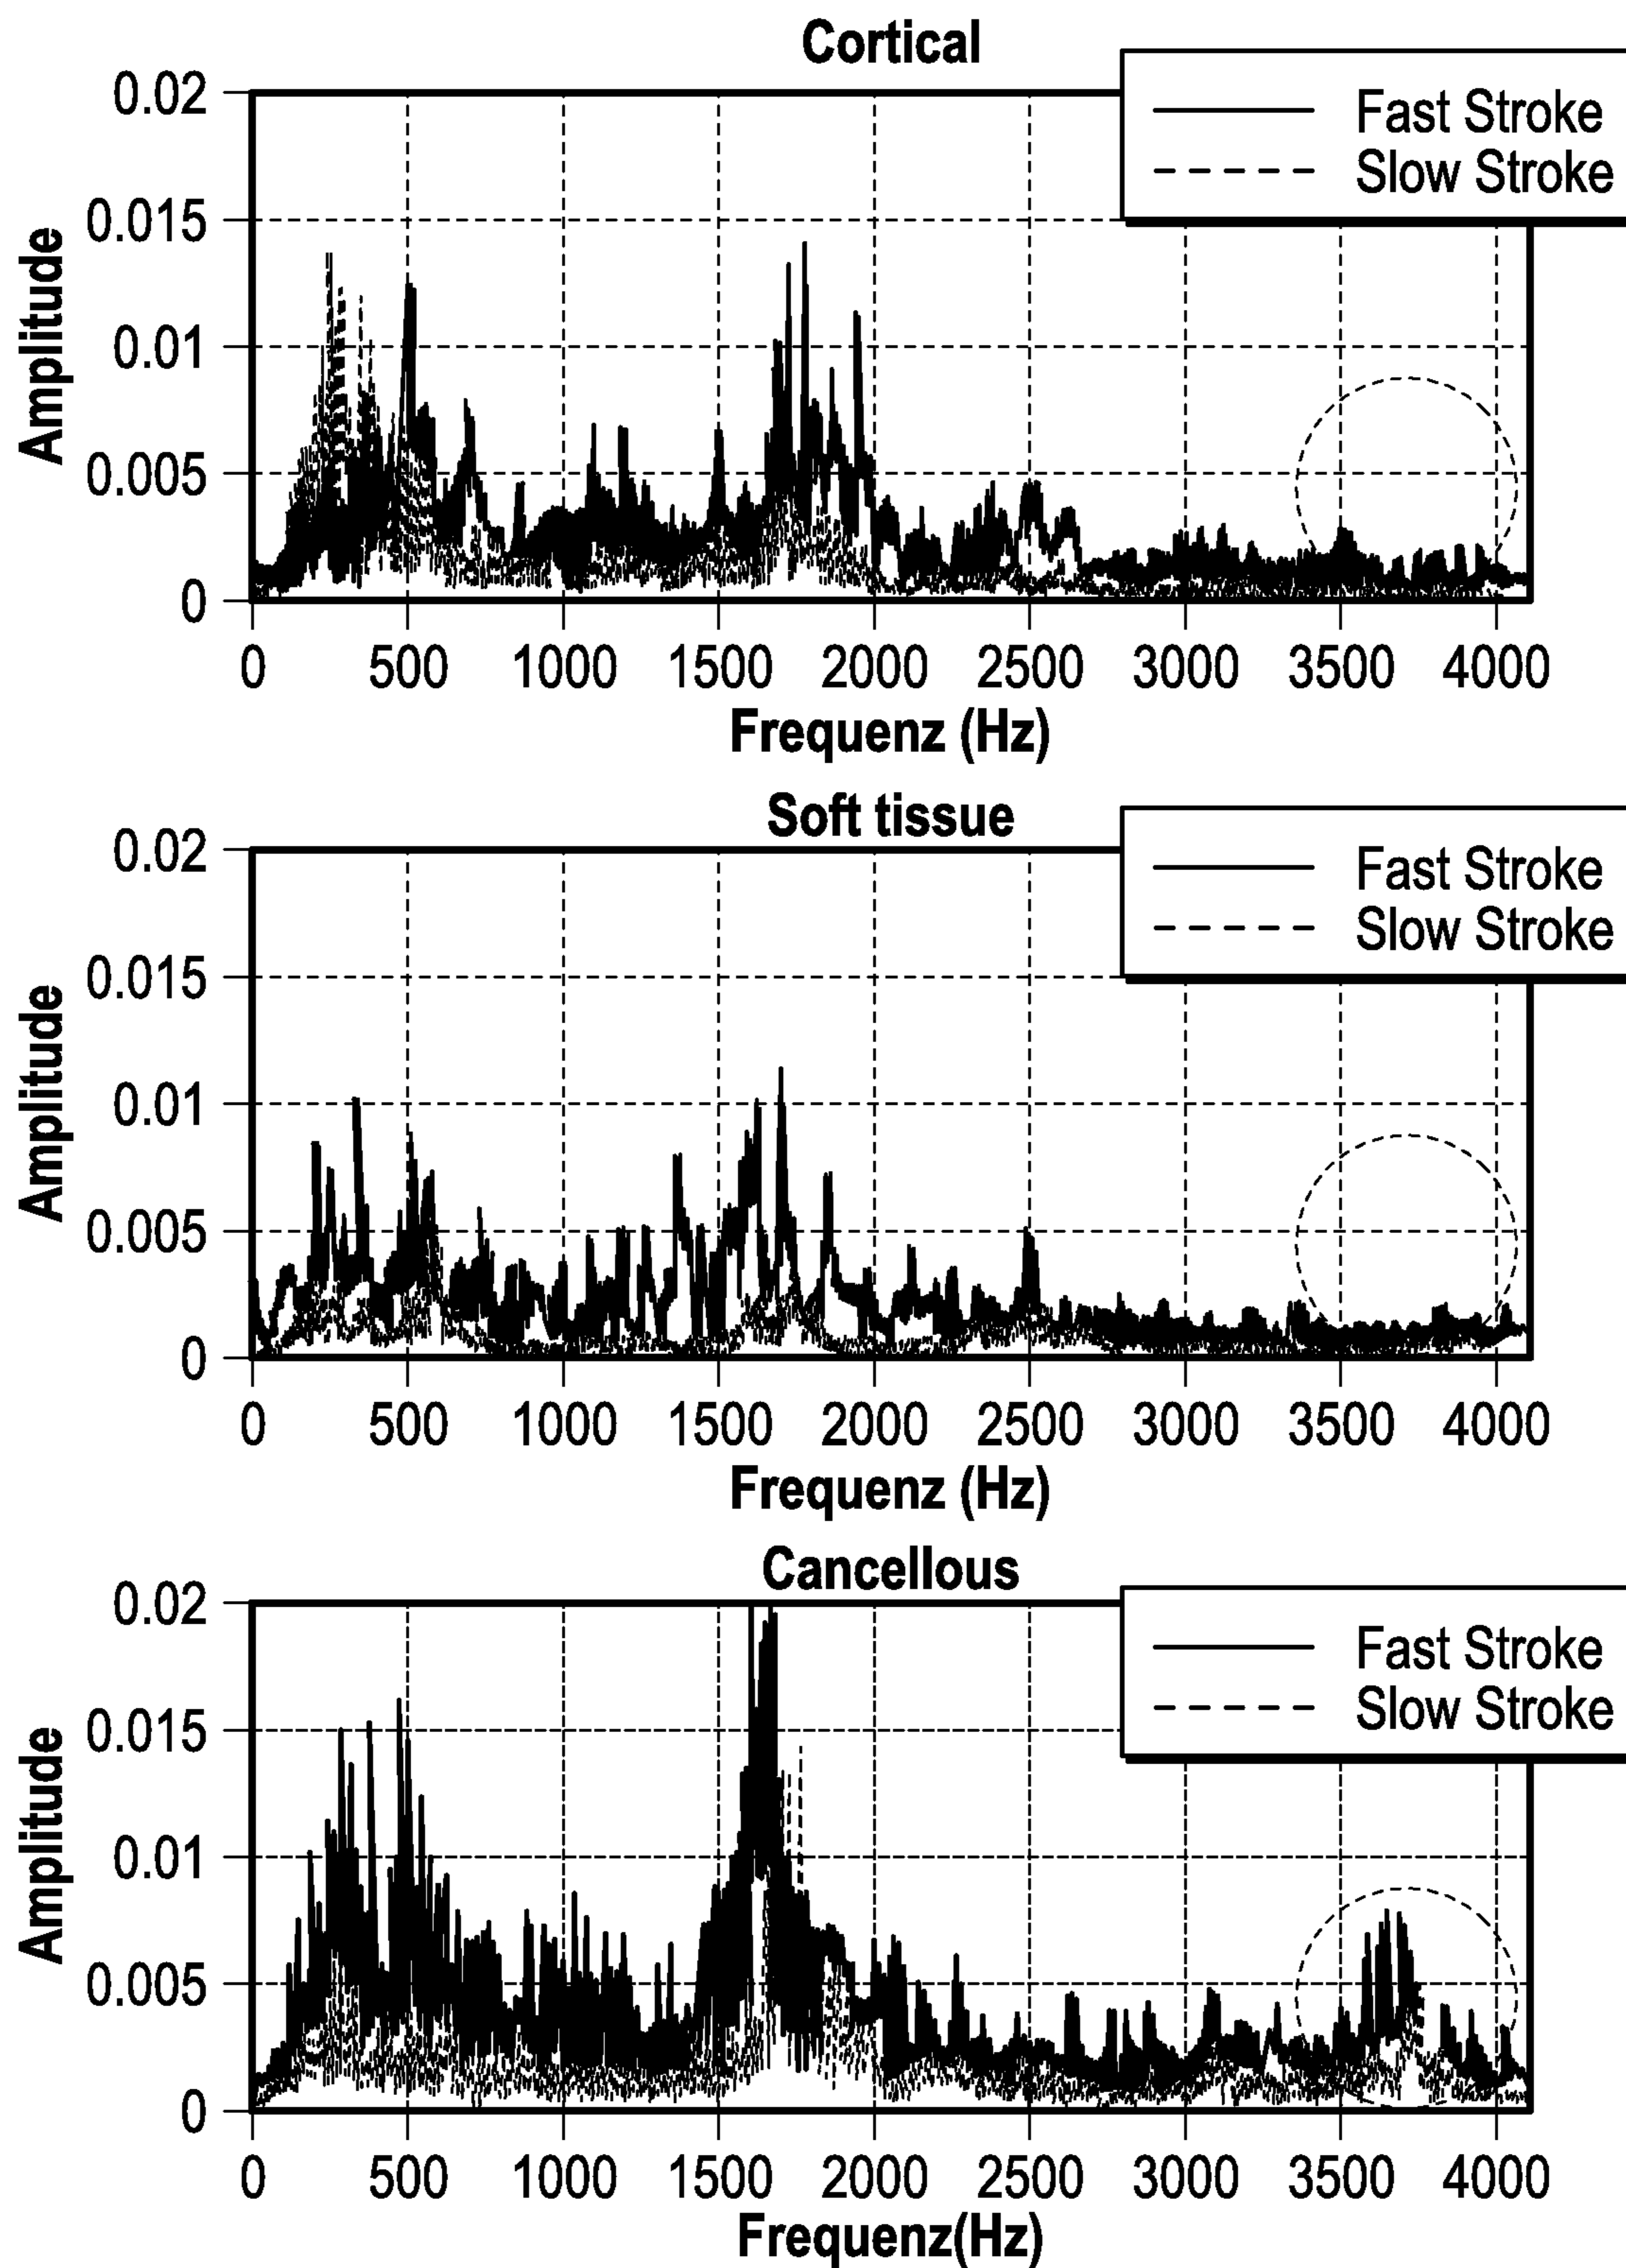 Cortical
Fast Stroke
Slow Stroke
Amplitude
0.02
0.015
0.01
0.005
0
0 500 1000 1500 2000 2500 3000 3500 4000
Frequenz (Hz)
Soft tissue
Fast Stroke
Slow Stroke
Amplitude
0.02
0.015
0.01
0.005
0
0 500 1000 1500 2000 2500 3000 3500 4000
Frequenz (Hz)
Cancellous
Fast Stroke
Slow Stroke
Amplitude
0.02
0.015
0.01
0.005
0
0 500 1000 1500 2000 2500 3000 3500 4000
Frequenz(Hz)